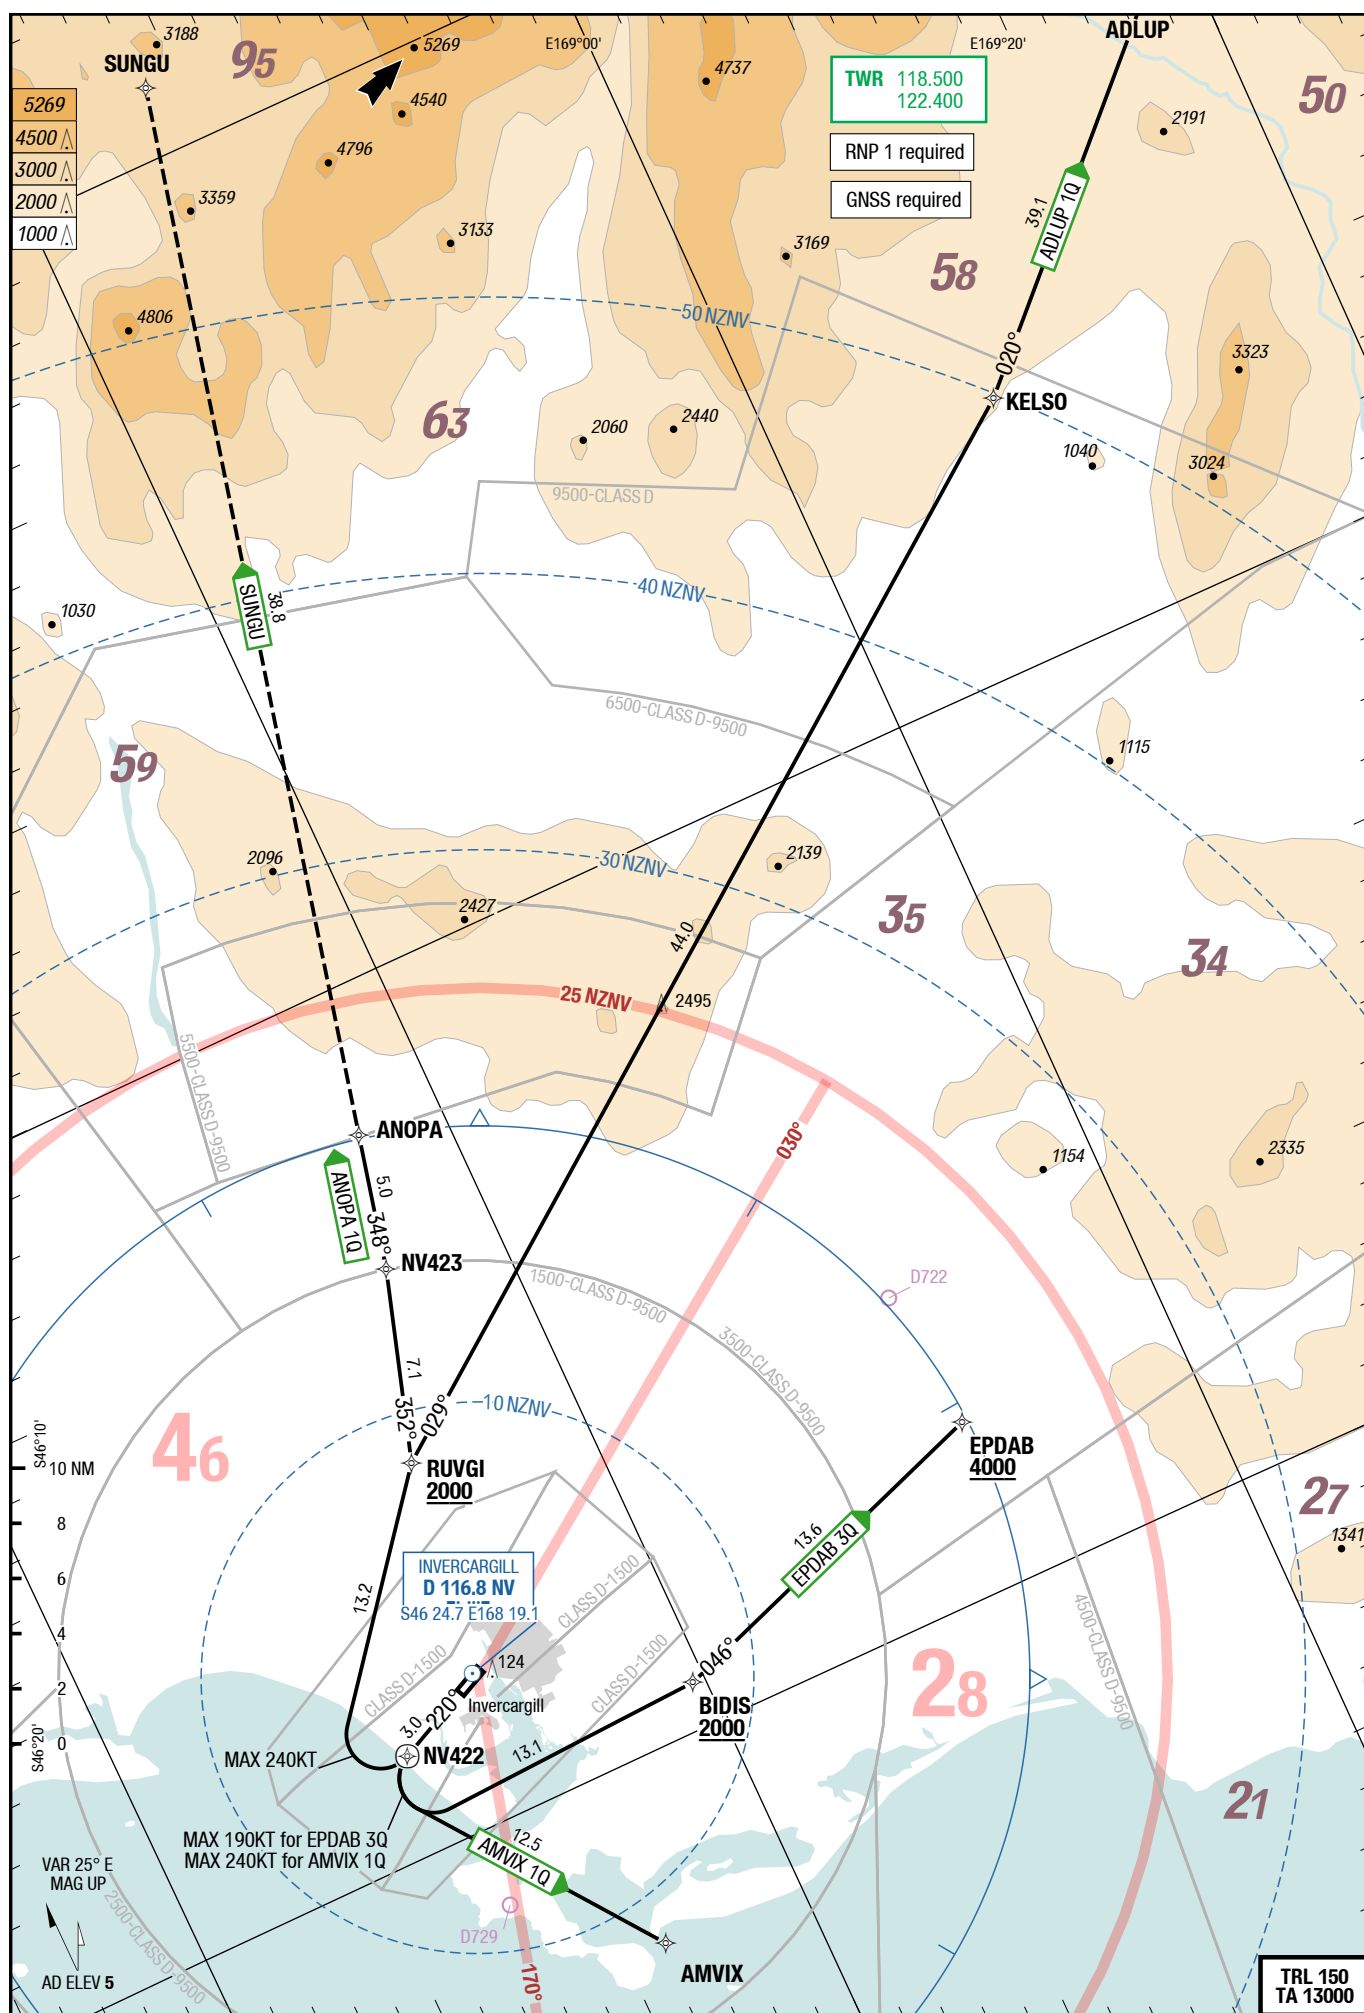 3188
SUNGU
95
5269
E169°00'
E169°20'
ADLUP
4737
TWR 118.500
122.400
50
5269
4500
3000
2000
1000
4540
4796
2191
RNP 1 required
GNSS required
3359
3133
3169
39.1
ADLUP 1Q
58
4806
50 NZNV
020°
3323
KELSO
63
2060
2440
1040
3024
9500-CLASS D
SUNGU
38.8
40 NZNV
1030
6500-CLASS D-9500
59
1115
2096
30 NZNV
2139
2427
35
34
44.0
25 NZNV
2495
5500-CLASS D-9500
ANOPA
030°
1154
2335
ANOPA 1Q
5.0
348°
NV423
1500-CLASS D-9500
D722
3500-CLASS D-9500
7.1
352°
029°
10 NZNV
S46°10'
10 NM
46
RUVGI
2000
EPDAB
4000
27
8
6
4
2
0
13.6
EPDAB 3Q
1341
INVERCARGILL
D 116.8 NV
S46 24.7 E168 19.1
13.2
CLASS D-1500
CLASS D-1500
CLASS D-1500
4500-CLASS D-9500
124
046°
28
Invercargill
BIDIS
2000
3.0
220°
S46°20'
MAX 240KT
NV422
13.1
21
MAX 190KT for EPDAB 3Q
MAX 240KT for AMVIX 1Q
12.5
AMVIX 1Q
VAR 25° E
MAG UP
2500-CLASS D-9500
D729
170°
AMVIX
AD ELEV 5
TRL 150
TA 13000